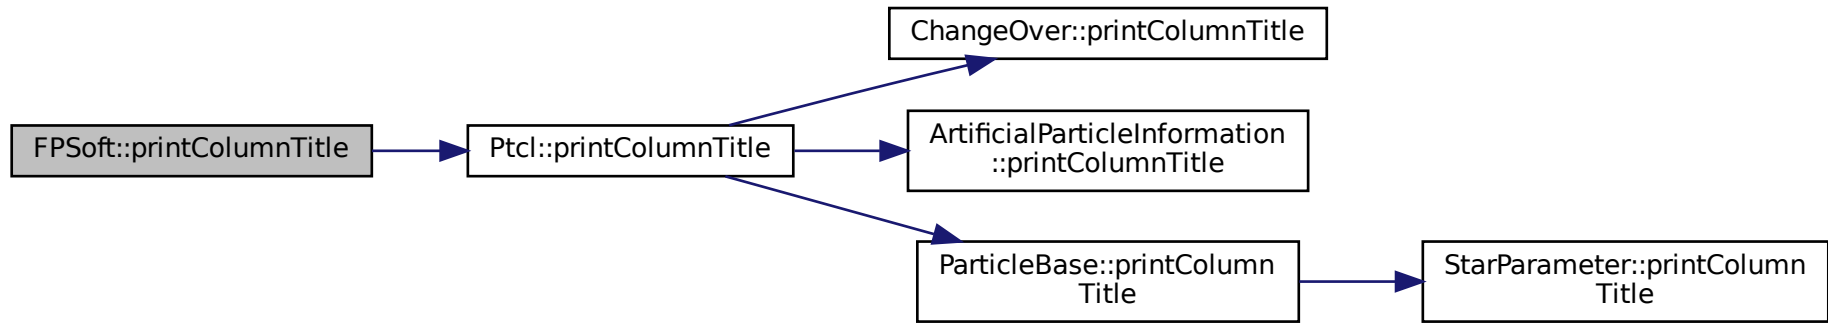 FPSoft::printColumnTitle
Ptcl::printColumnTitle
ChangeOver::printColumnTitle
ArtificialParticleInformation
::printColumnTitle
ParticleBase::printColumn
Title
StarParameter::printColumn
Title